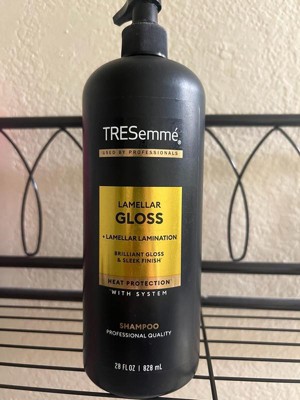 TRESemmé®
USED BY PROFESSIONALS
LAMELLAR
GLOSS
+ LAMELLAR LAMINATION
BRILLIANT GLOSS
& SLEEK FINISH
HEAT PROTECTION
WITH SYSTEM
SHAMPOO
PROFESSIONAL QUALITY
28 FL OZ | 828 mL